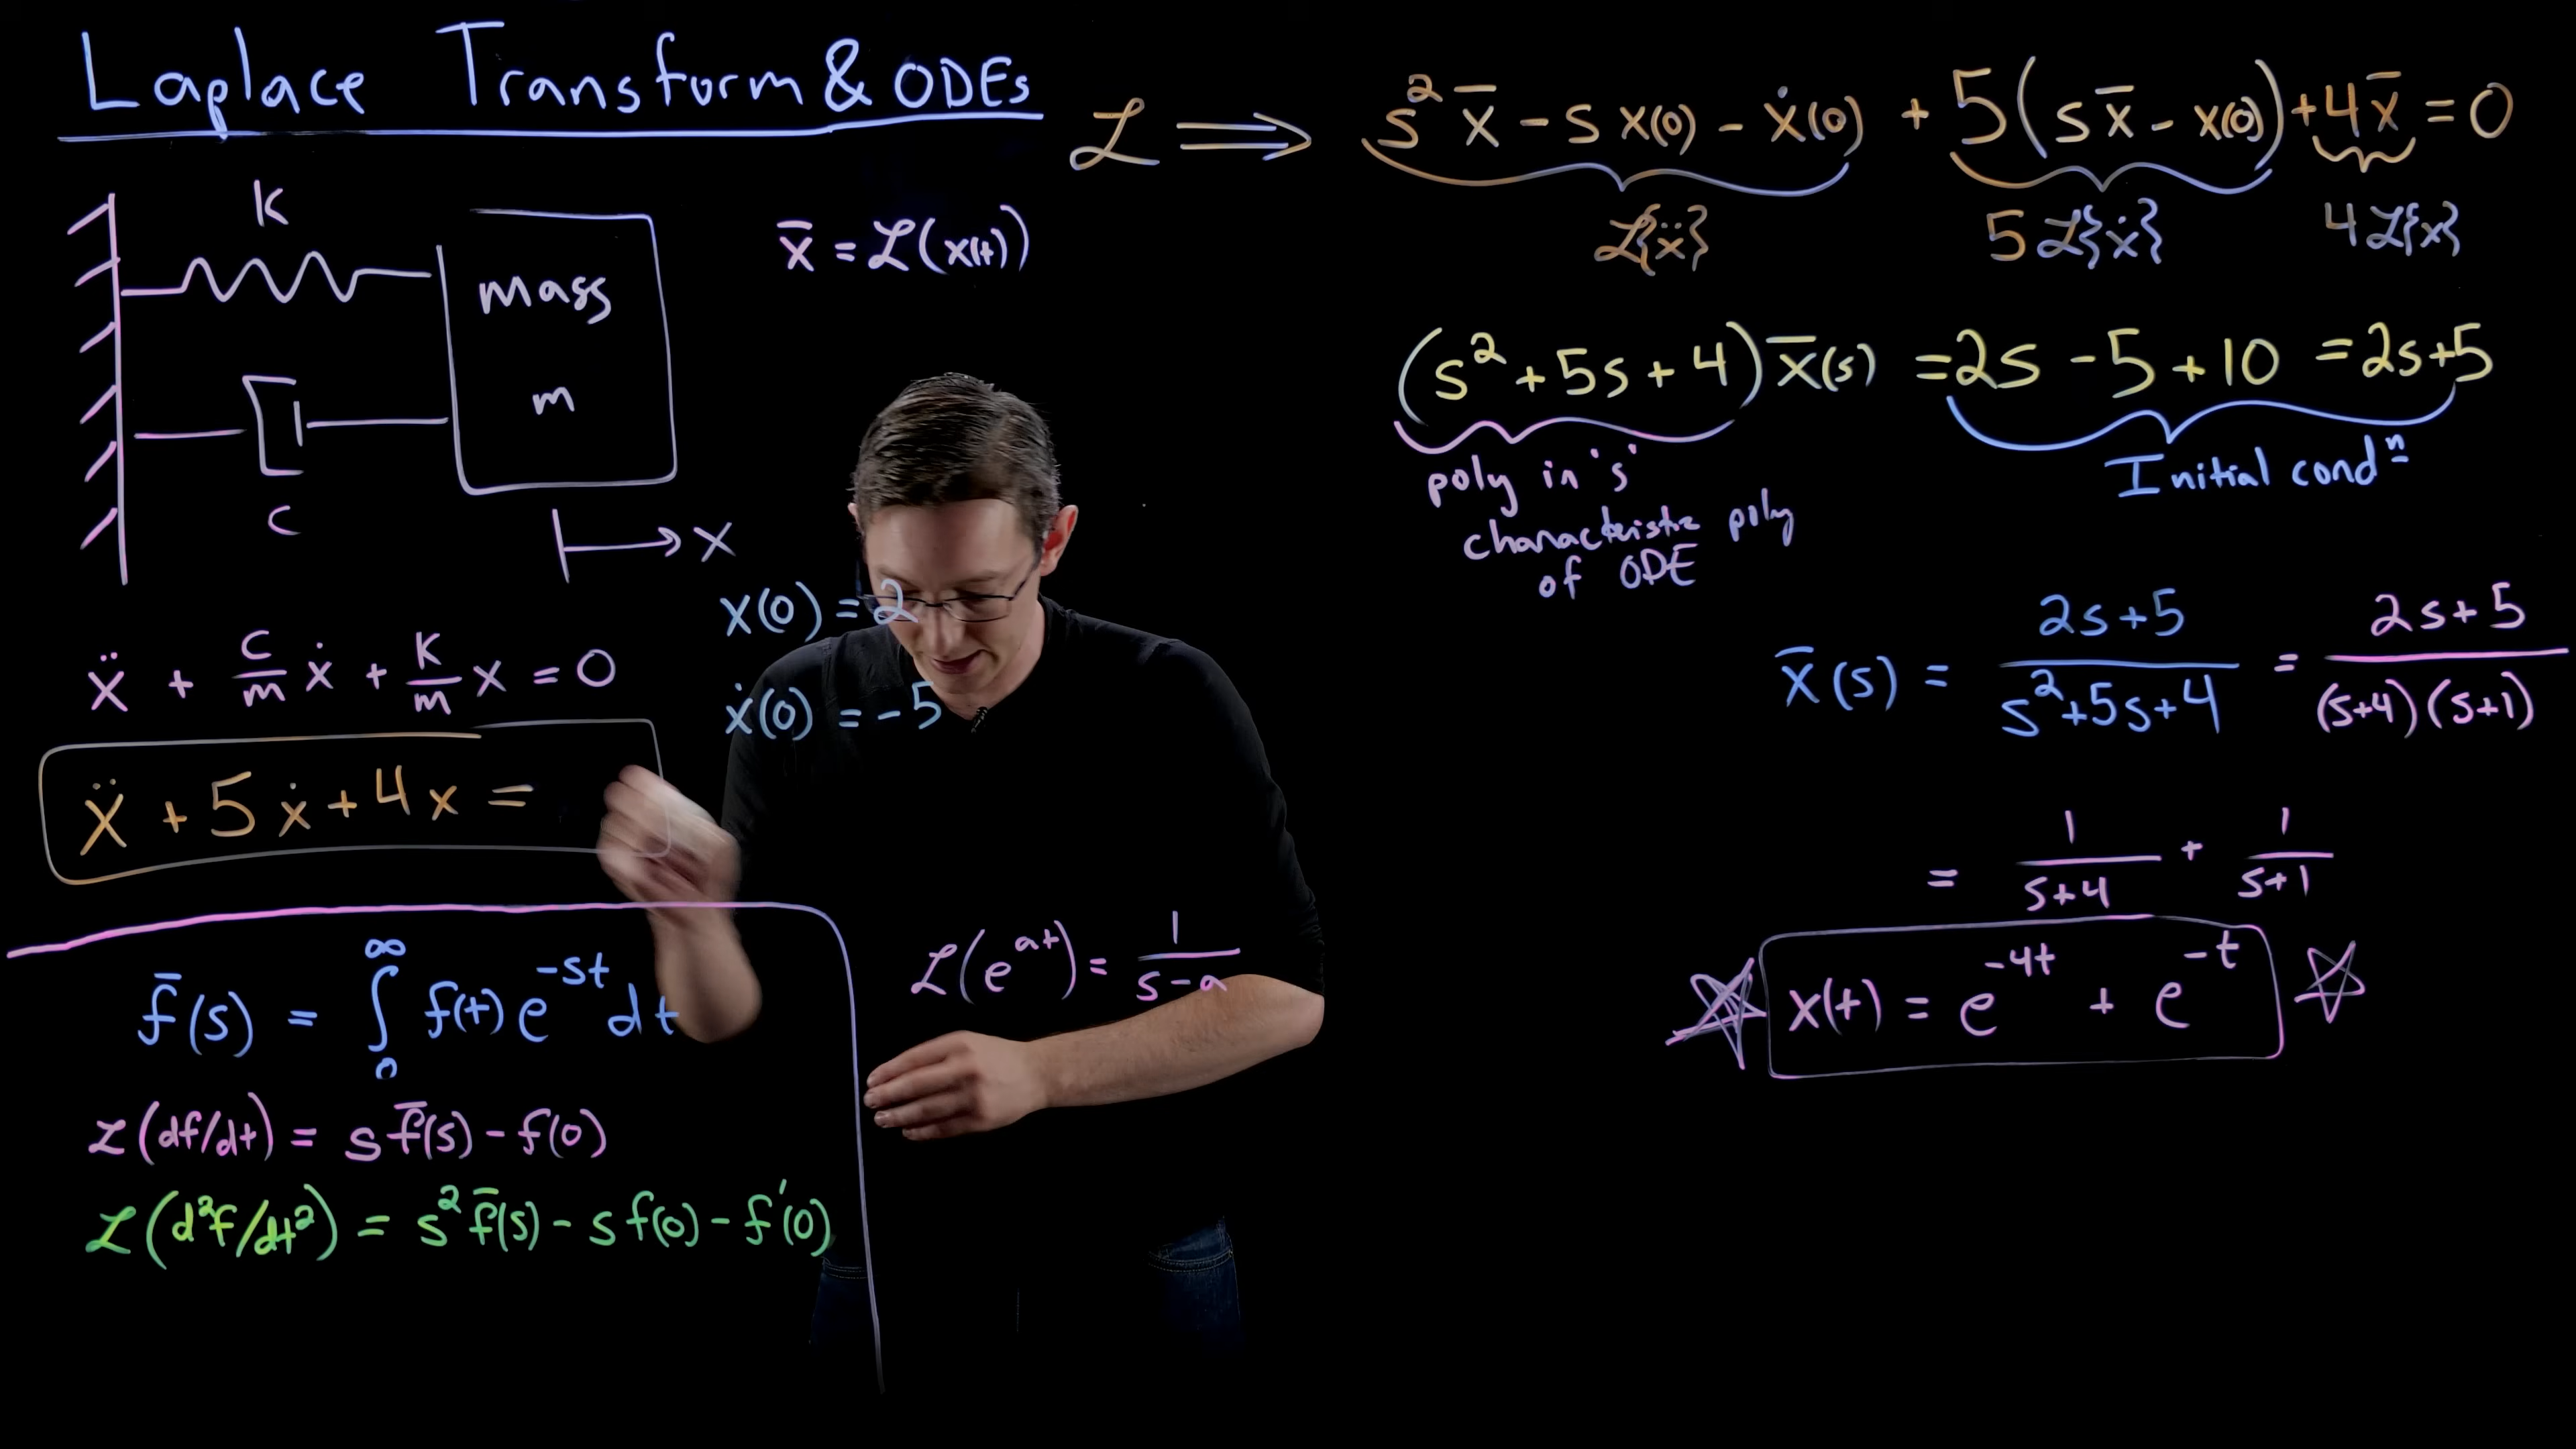 Laplace Transform & ODEs
K
mass
m
C
x
x̄ = ℒ(x(t))
x(0) = 2
ẋ(0) = -5
ẍ + c/m ẋ + k/m x = 0
ẍ + 5ẋ + 4x =
f̄(s) = ∫₀^∞ f(t) e^{-st} dt
ℒ(df/dt) = s f̄(s) - f(0)
ℒ(d²f/dt²) = s² f̄(s) - s f(0) - f'(0)
ℒ(e^{at}) = 1/(s-a)
ℒ ⟹ s² x̄ - s x(0) - ẋ(0) + 5(s x̄ - x(0)) + 4x̄ = 0
ℒ{ẍ} 5 ℒ{ẋ} 4 ℒ{x}
(s² + 5s + 4) x̄(s) = 2s - 5 + 10 = 2s+5
poly in 's'
characteristic poly
of ODE
Initial condⁿ
x̄(s) = (2s+5)/(s²+5s+4) = (2s+5)/((s+4)(s+1))
= 1/(s+4) + 1/(s+1)
x(t) = e^{-4t} + e^{-t}